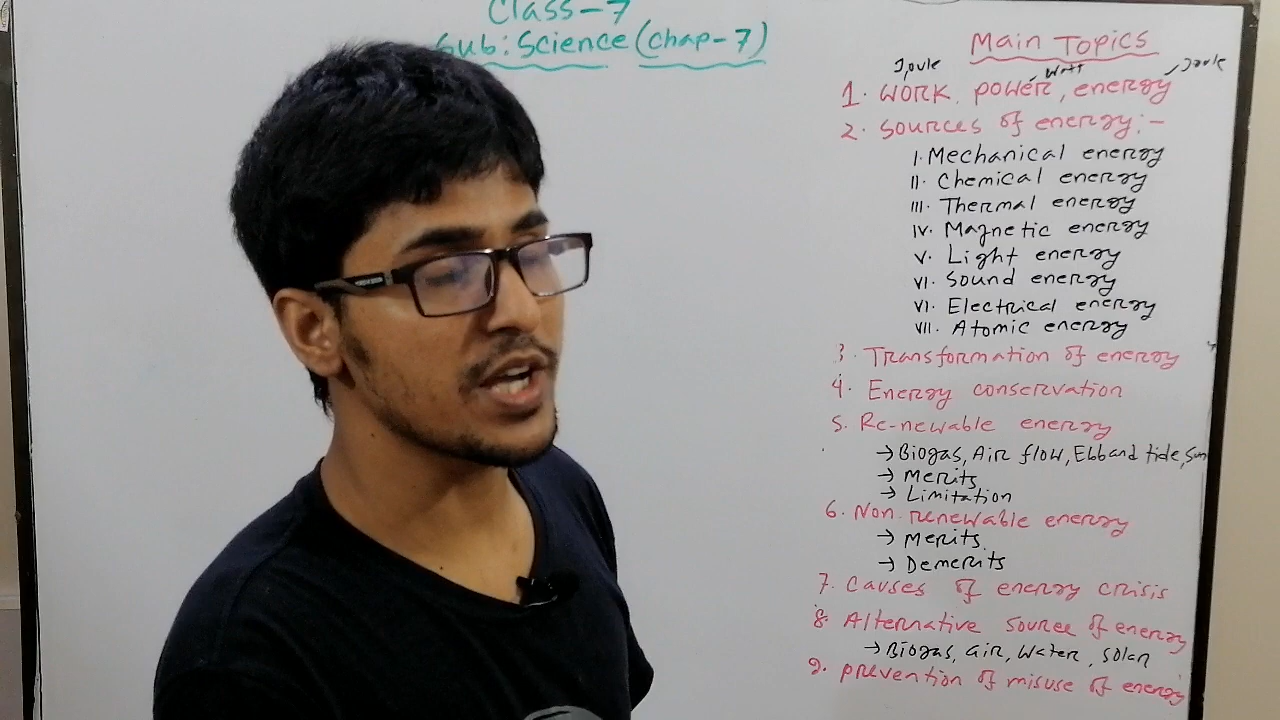 Class-7
Sub: Science (chap-7)
Main Topics
Joule Watt Joule
1. Work, power, energy
2. Sources of energy:-
I. Mechanical energy
II. Chemical energy
III. Thermal energy
IV. Magnetic energy
V. Light energy
VI. Sound energy
VI. Electrical energy
VII. Atomic energy
3. Transformation of energy
4. Energy conservation
5. Re-newable energy
→ Biogas, Air flow, Ebb and tide, Sun
→ Merits
→ Limitation
6. Non-renewable energy
→ Merits
→ Demerits
7. Causes of energy crisis
8. Alternative source of energy
→ Biogas, air, water, solar
9. prevention of misuse of energy